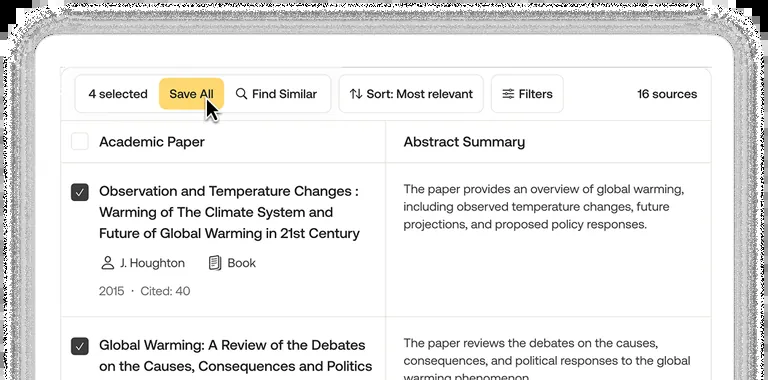 4 selected Save All Find Similar Sort: Most relevant Filters 16 sources
Academic Paper Abstract Summary
Observation and Temperature Changes :
Warming of The Climate System and
Future of Global Warming in 21st Century
J. Houghton Book
2015 · Cited: 40
The paper provides an overview of global warming,
including observed temperature changes, future
projections, and proposed policy responses.
Global Warming: A Review of the Debates
on the Causes, Consequences and Politics
The paper reviews the debates on the causes,
consequences, and political responses to the global
warming phenomenon.